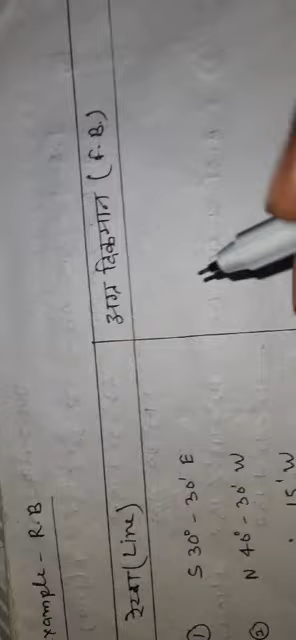 xample - R.B
रेखा (Line) अग्र दिकमान (F.B.)
① S 30° - 30' E
② N 40° - 30' W
15' W